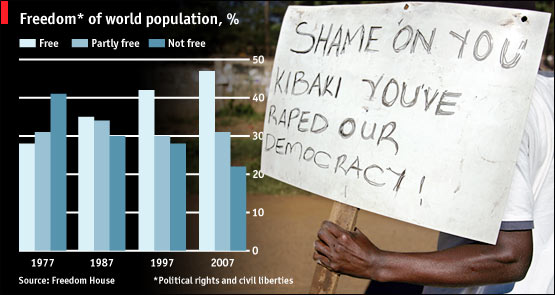 Freedom* of world population, %
Free Partly free Not free
50
40
30
20
10
0
1977 1987 1997 2007
Source: Freedom House *Political rights and civil liberties
SHAME ON YOU
KIBAKI YOU'VE
RAPED OUR
DEMOCRACY!